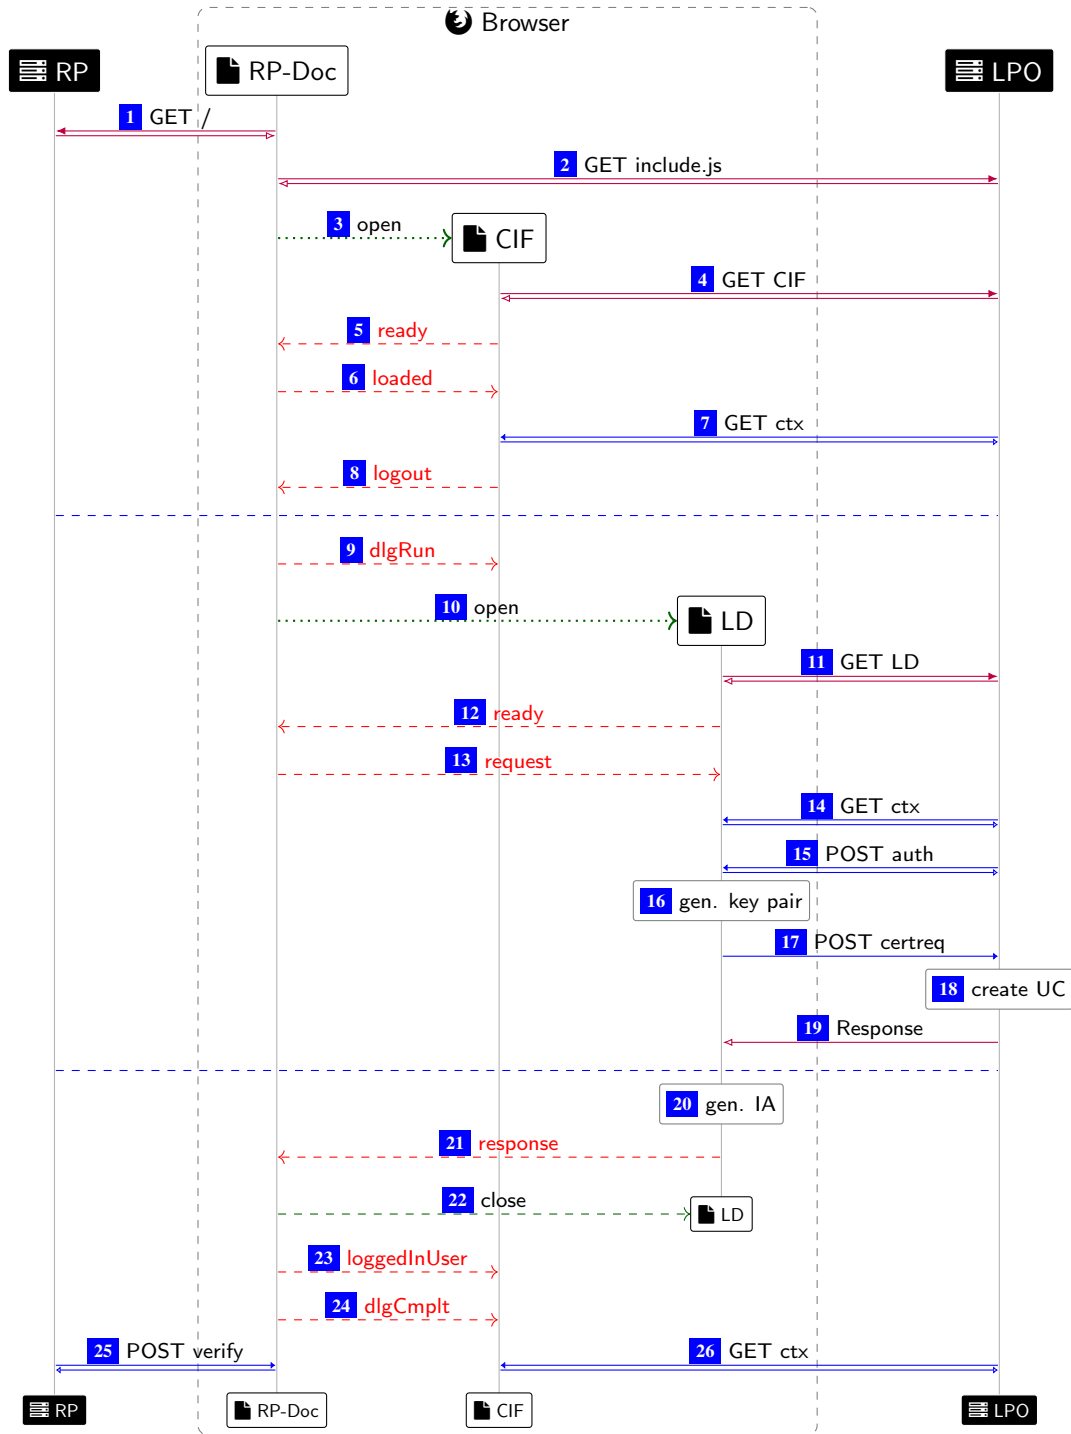 Browser
RP
RP-Doc
LPO
1 GET /
2 GET include.js
3 open
CIF
4 GET CIF
5 ready
6 loaded
7 GET ctx
8 logout
9 dlgRun
10 open
LD
11 GET LD
12 ready
13 request
14 GET ctx
15 POST auth
16 gen. key pair
17 POST certreq
18 create UC
19 Response
20 gen. IA
21 response
22 close
LD
23 loggedInUser
24 dlgCmplt
25 POST verify
26 GET ctx
RP
RP-Doc
CIF
LPO